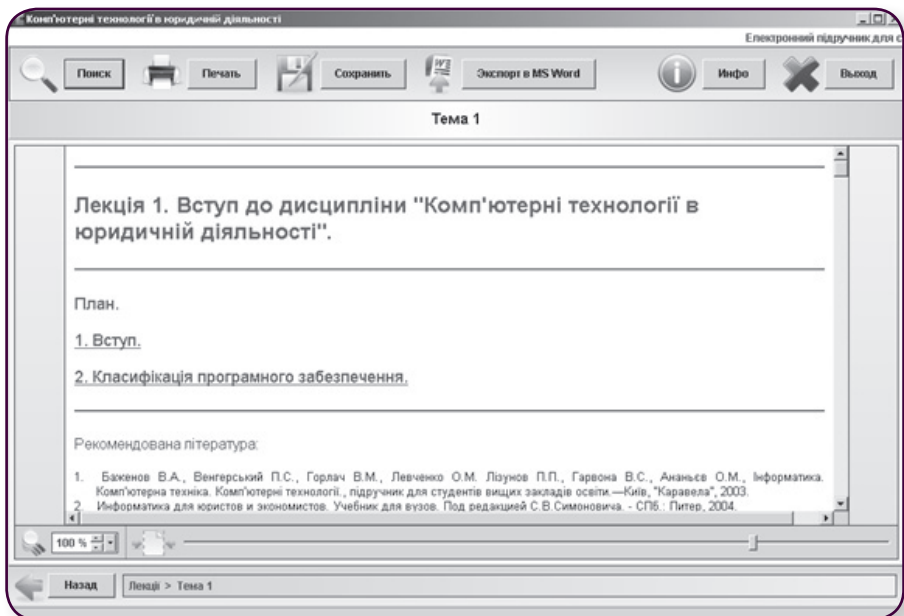 Комп'ютерні технології в юридичній діяльності
Електронний підручник для с
Поиск
Печать
Сохранить
Экспорт в MS Word
Инфо
Выход
Тема 1
Лекція 1. Вступ до дисципліни "Комп'ютерні технології в
юридичній діяльності".
План.
1. Вступ.
2. Класифікація програмного забезпечення.
Рекомендована література:
1. Баженов В.А., Венгерський П.С., Горлач В.М., Левченко О.М. Лізунов П.П., Гарвона В.С., Ананьєв О.М., Інформатика.
Комп'ютерна техніка. Комп'ютерні технології., підручник для студентів вищих закладів освіти.—Київ, "Каравела", 2003.
2. Информатика для юристов и экономистов. Учебник для вузов. Под редакцией С.В.Симоновича. - СПб.: Питер, 2004.
100 %
Назад
Лекції > Тема 1